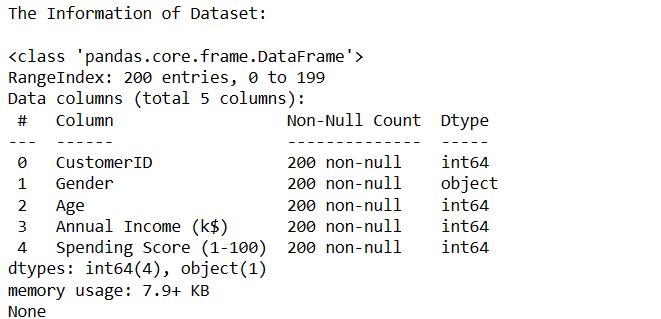 The Information of Dataset:
<class 'pandas.core.frame.DataFrame'>
RangeIndex: 200 entries, 0 to 199
Data columns (total 5 columns):
 #   Column                  Non-Null Count  Dtype
---  ------                  --------------  -----
 0   CustomerID              200 non-null    int64
 1   Gender                  200 non-null    object
 2   Age                     200 non-null    int64
 3   Annual Income (k$)      200 non-null    int64
 4   Spending Score (1-100)  200 non-null    int64
dtypes: int64(4), object(1)
memory usage: 7.9+ KB
None